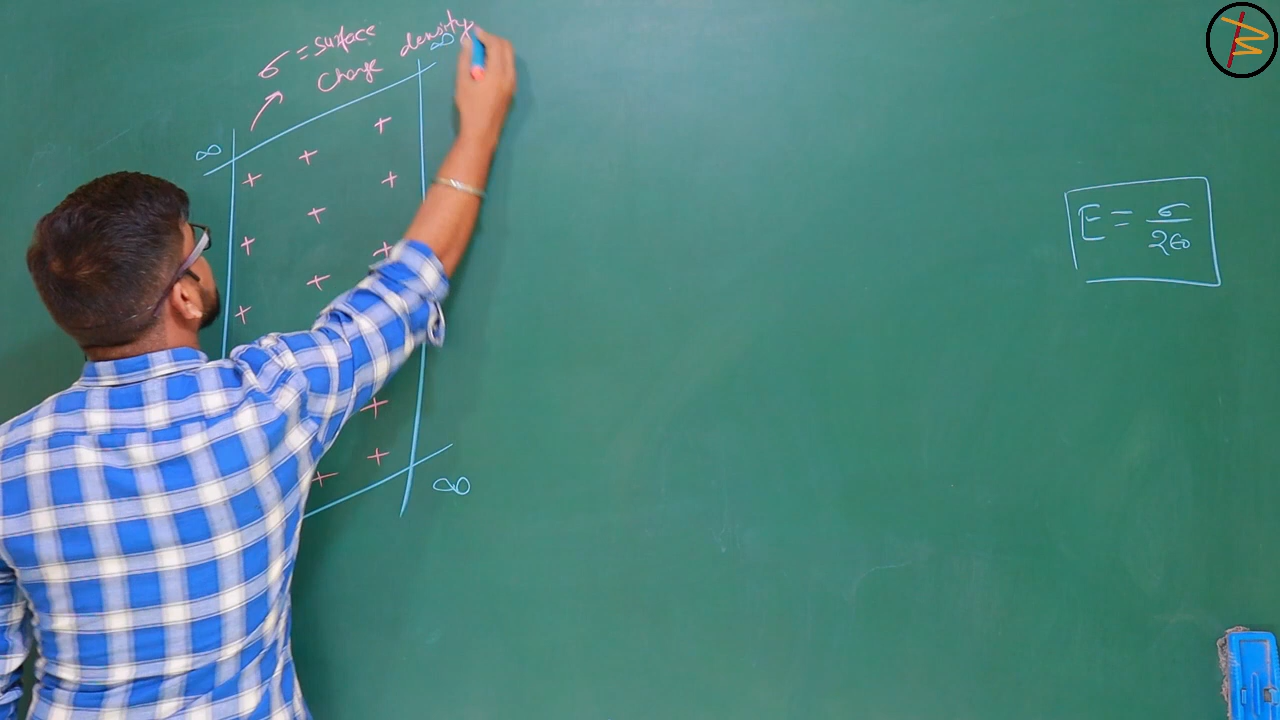 σ = surface
charge density
∞
∞
+ + +
+ + +
+ + +
+
+
+ +
∞
E = σ / 2ε₀